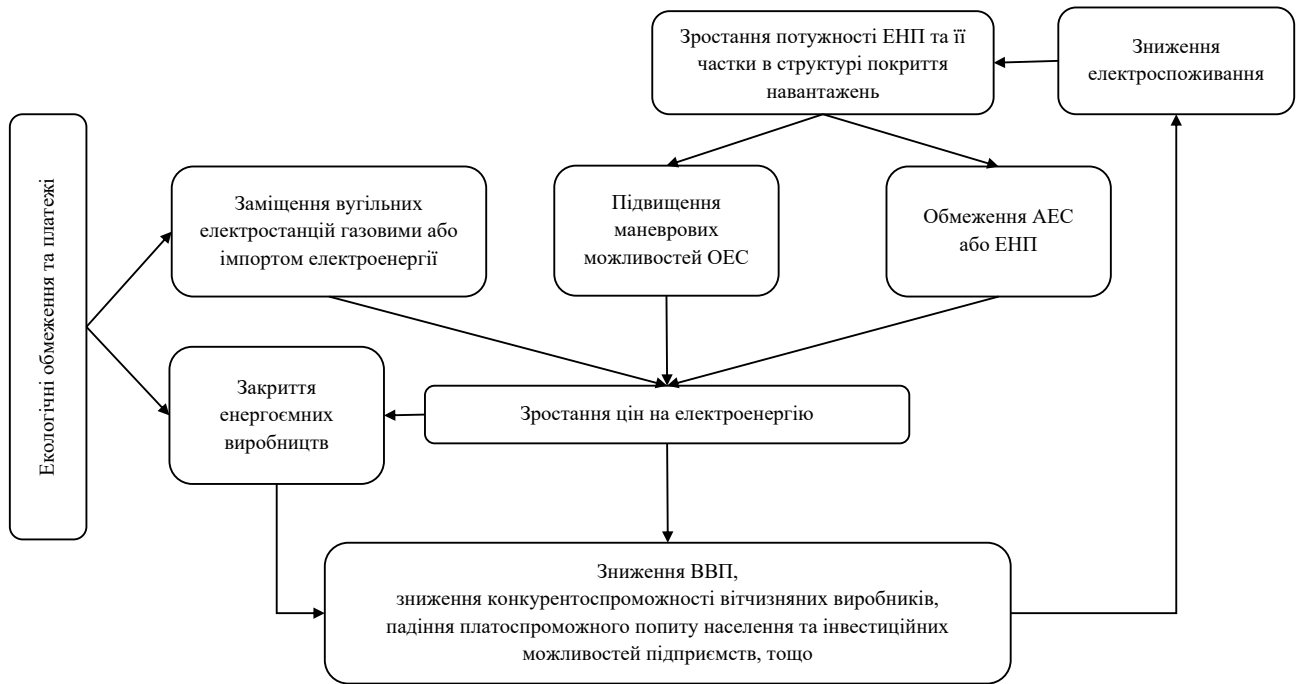 Зростання потужності ЕНП та її
частки в структурі покриття
навантажень
Зниження
електроспоживання
Екологічні обмеження та платежі
Заміщення вугільних
електростанцій газовими або
імпортом електроенергії
Підвищення
маневрових
можливостей ОЕС
Обмеження АЕС
або ЕНП
Закриття
енергоємних
виробництв
Зростання цін на електроенергію
Зниження ВВП,
зниження конкурентоспроможності вітчизняних виробників,
падіння платоспроможного попиту населення та інвестиційних
можливостей підприємств, тощо